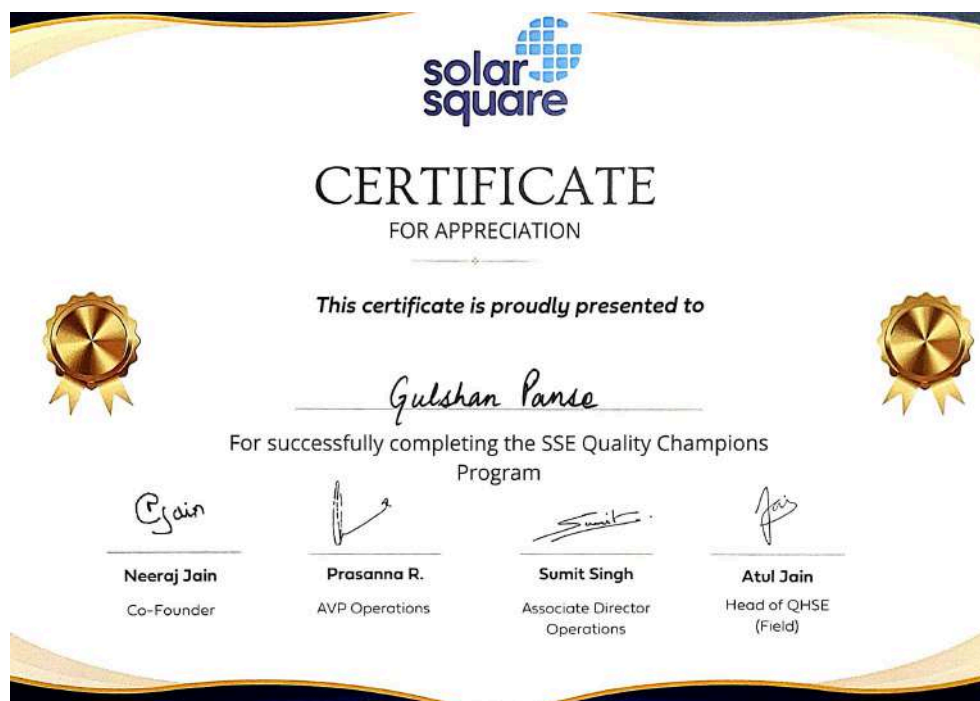 solar
square
CERTIFICATE
FOR APPRECIATION
This certificate is proudly presented to
Gulshan Panse
For successfully completing the SSE Quality Champions
Program
Neeraj Jain
Co-Founder
Prasanna R.
AVP Operations
Sumit Singh
Associate Director
Operations
Atul Jain
Head of QHSE
(Field)